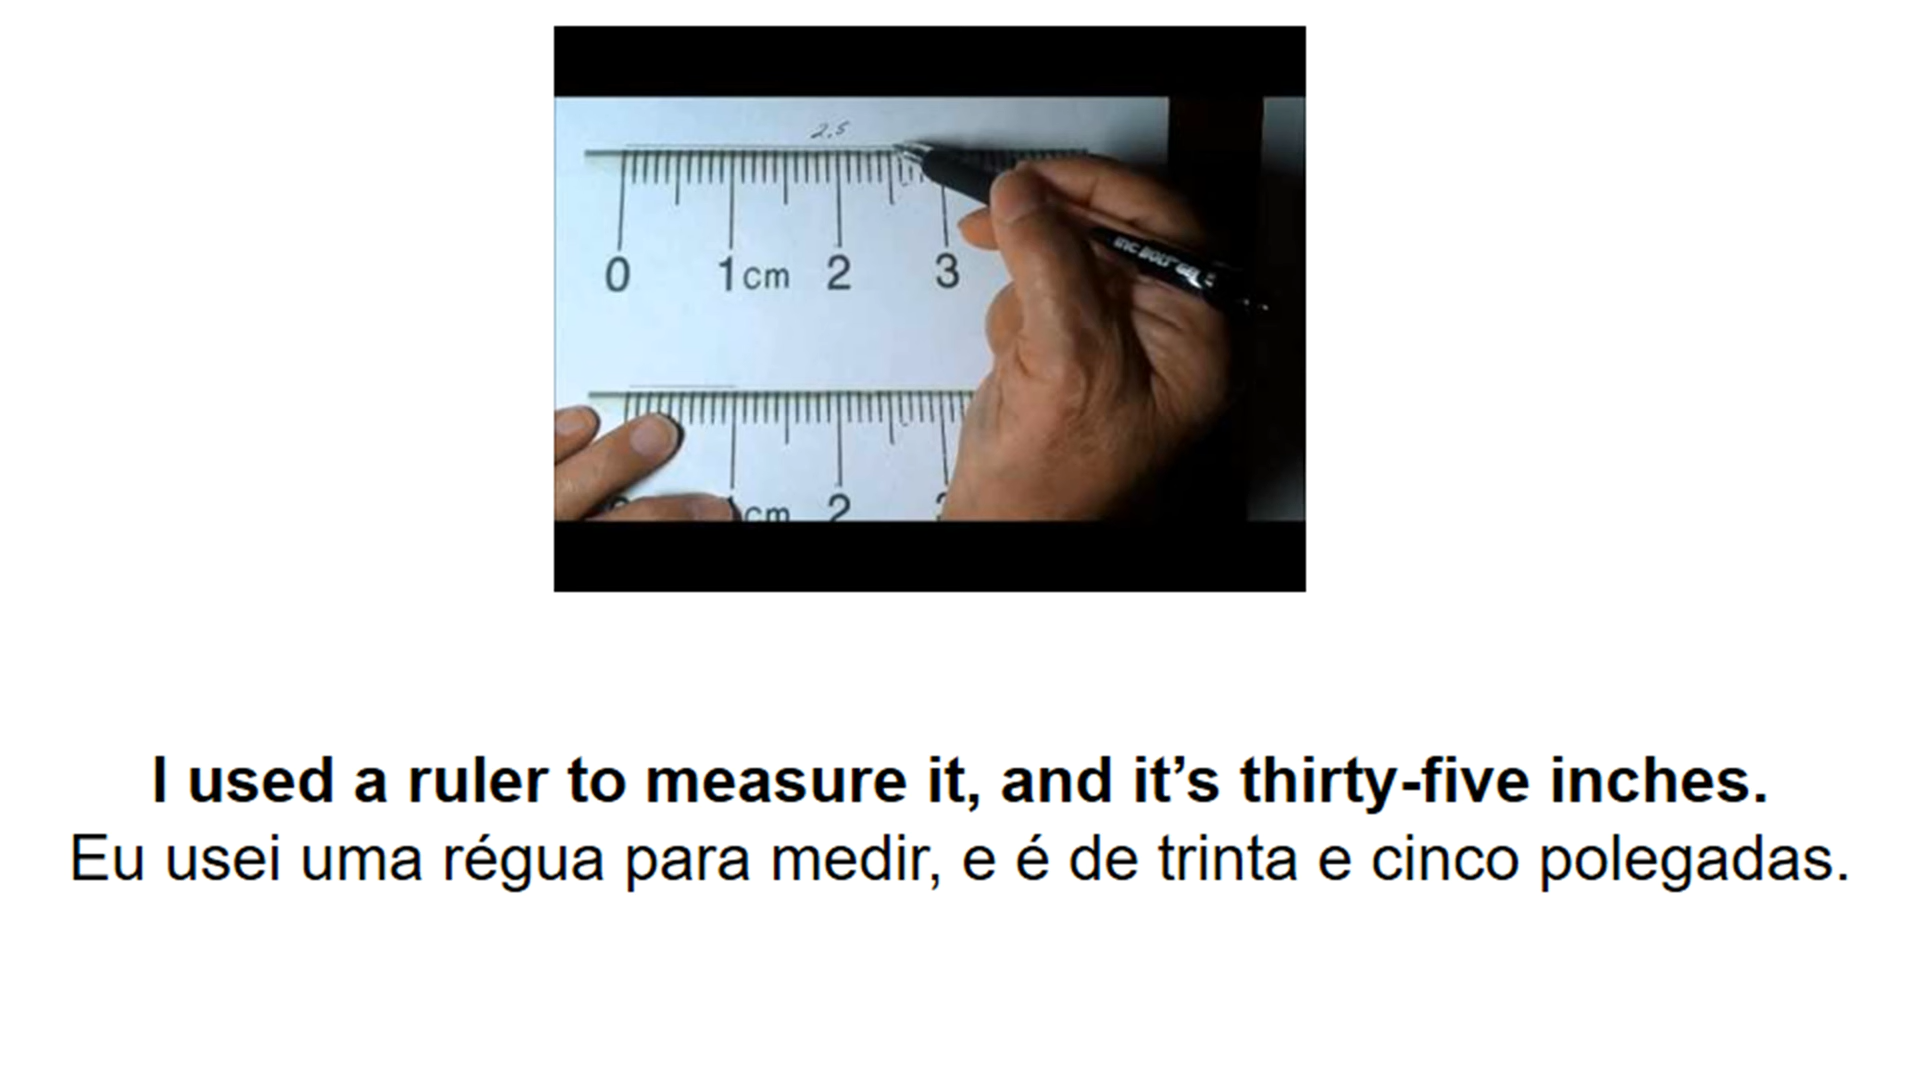 2.5
0 1cm 2 3
cm 2
I used a ruler to measure it, and it’s thirty-five inches.
Eu usei uma régua para medir, e é de trinta e cinco polegadas.